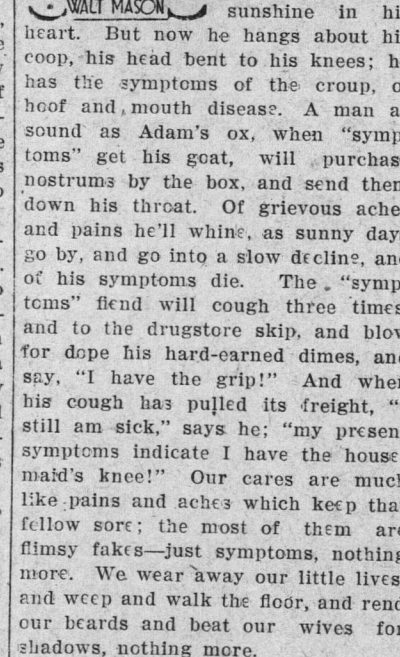 WALT MASON
sunshine in hi
heart. But now he hangs about hi
coop, his head bent to his knees; h
has the symptoms of the croup, o
hoof and mouth disease. A man a
sound as Adam's ox, when "symp
toms" get his goat, will purchas
nostrums by the box, and send then
down his throat. Of grievous ache
and pains he'll whine, as sunny day
go by, and go into a slow decline, an
of his symptoms die. The "symp
toms" fiend will cough three times
and to the drugstore skip, and blow
for dope his hard-earned dimes, an
say, "I have the grip!" And when
his cough has pulled its freight, "
still am sick," says he; "my presen
symptoms indicate I have the house
maid's knee!" Our cares are much
like pains and aches which keep tha
fellow sore; the most of them are
flimsy fakes—just symptoms, nothing
more. We wear away our little lives
and weep and walk the floor, and rend
our beards and beat our wives for
shadows, nothing more.